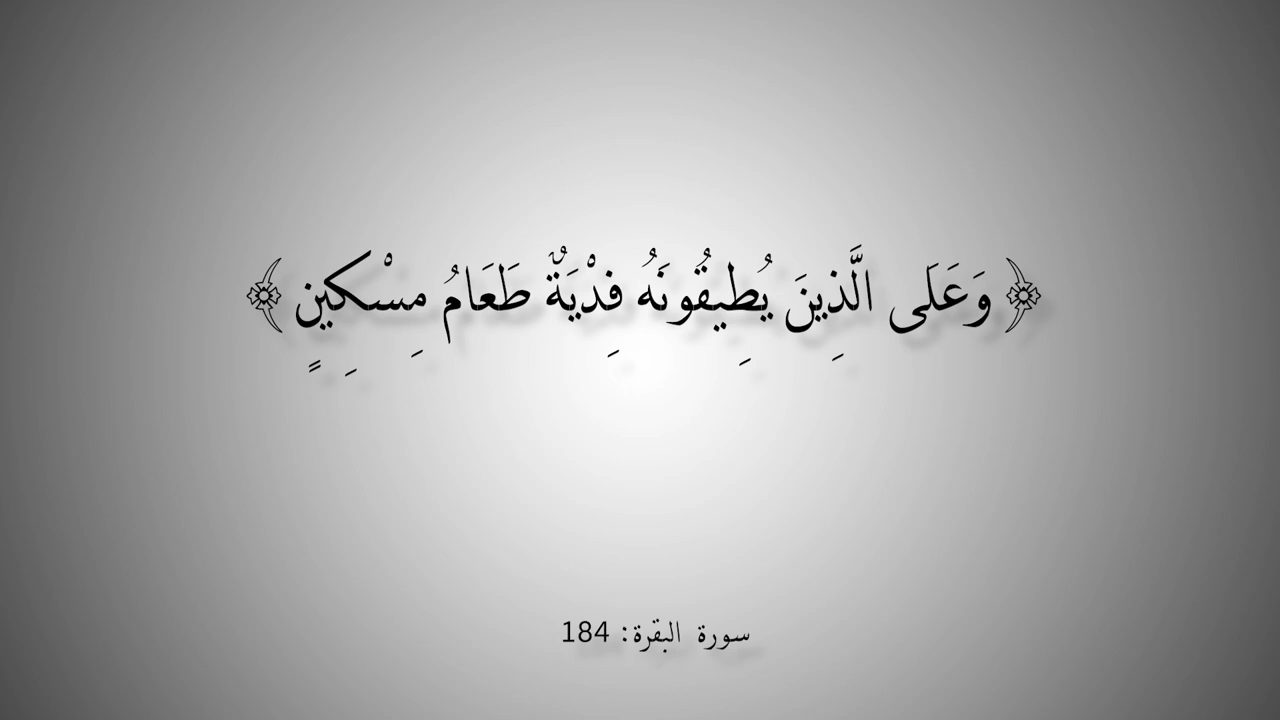 ﴿وَعَلَى الَّذِينَ يُطِيقُونَهُ فِدْيَةٌ طَعَامُ مِسْكِينٍ﴾
سورة البقرة: 184